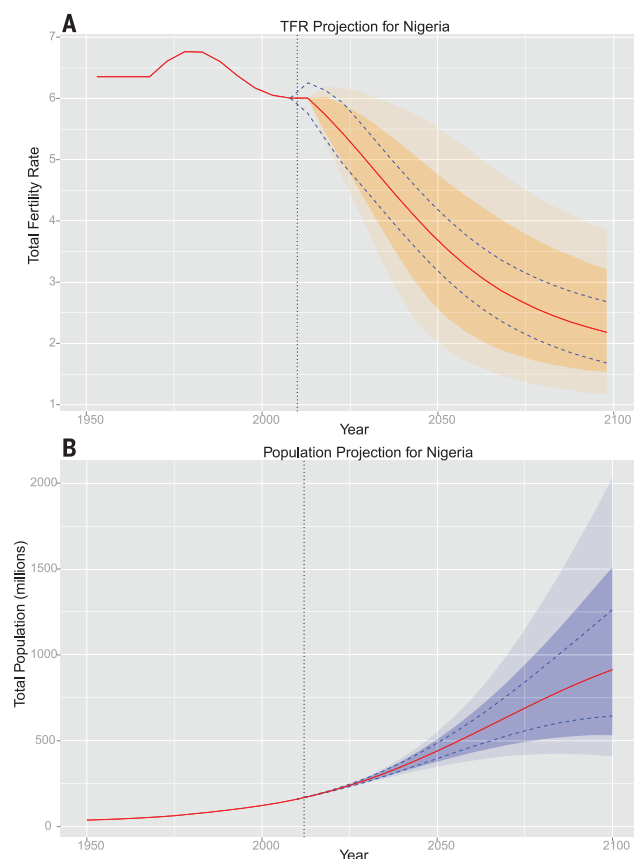 A
TFR Projection for Nigeria
7
6
5
4
3
2
1
Total Fertility Rate
1950
2000
2050
2100
Year
B
Population Projection for Nigeria
2000
1500
1000
500
0
Total Population (millions)
1950
2000
2050
2100
Year